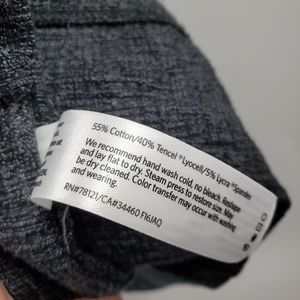 55% Cotton/40% Tencel ®Lyocell/5% Lycra ®Spandex
We recommend hand wash cold, no bleach. Reshape
and lay flat to dry. Steam press to restore size. May
be dry cleaned. Color transfer may occur with washing
and wearing.
RN#78121/CA#34460 F16JAQ